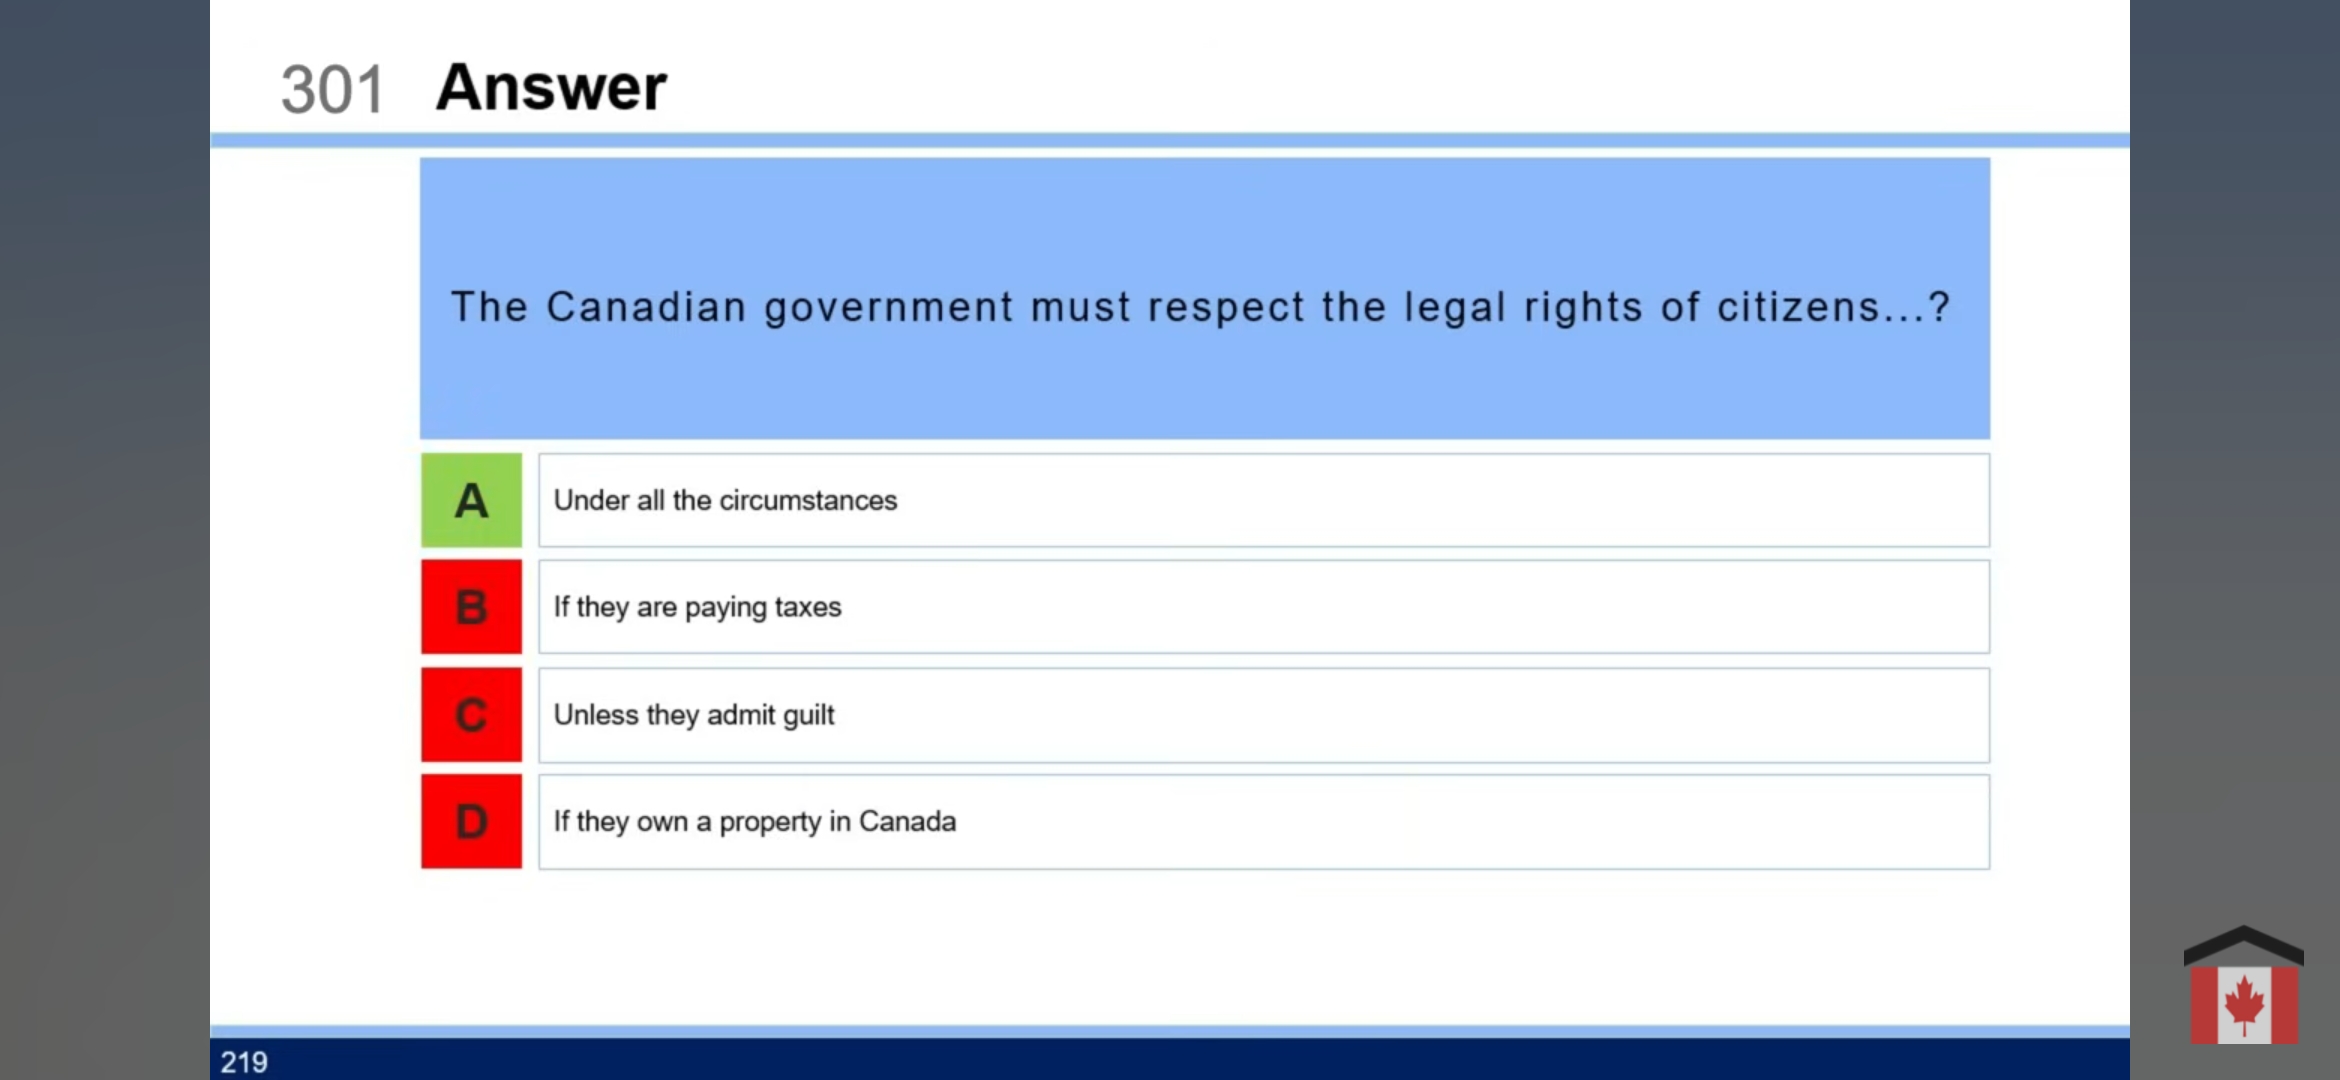 301 Answer
The Canadian government must respect the legal rights of citizens...?
A Under all the circumstances
B If they are paying taxes
C Unless they admit guilt
D If they own a property in Canada
219